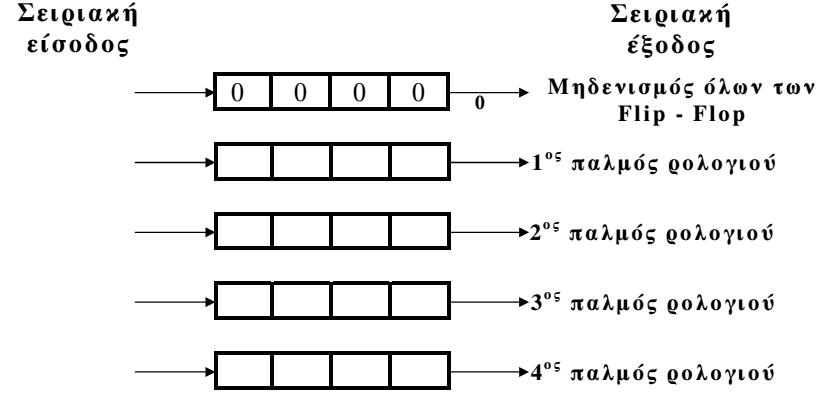 Σειριακή
είσοδος
Σειριακή
έξοδος
0 0 0 0 0 Μηδενισμός όλων των
Flip - Flop
1ος παλμός ρολογιού
2ος παλμός ρολογιού
3ος παλμός ρολογιού
4ος παλμός ρολογιού